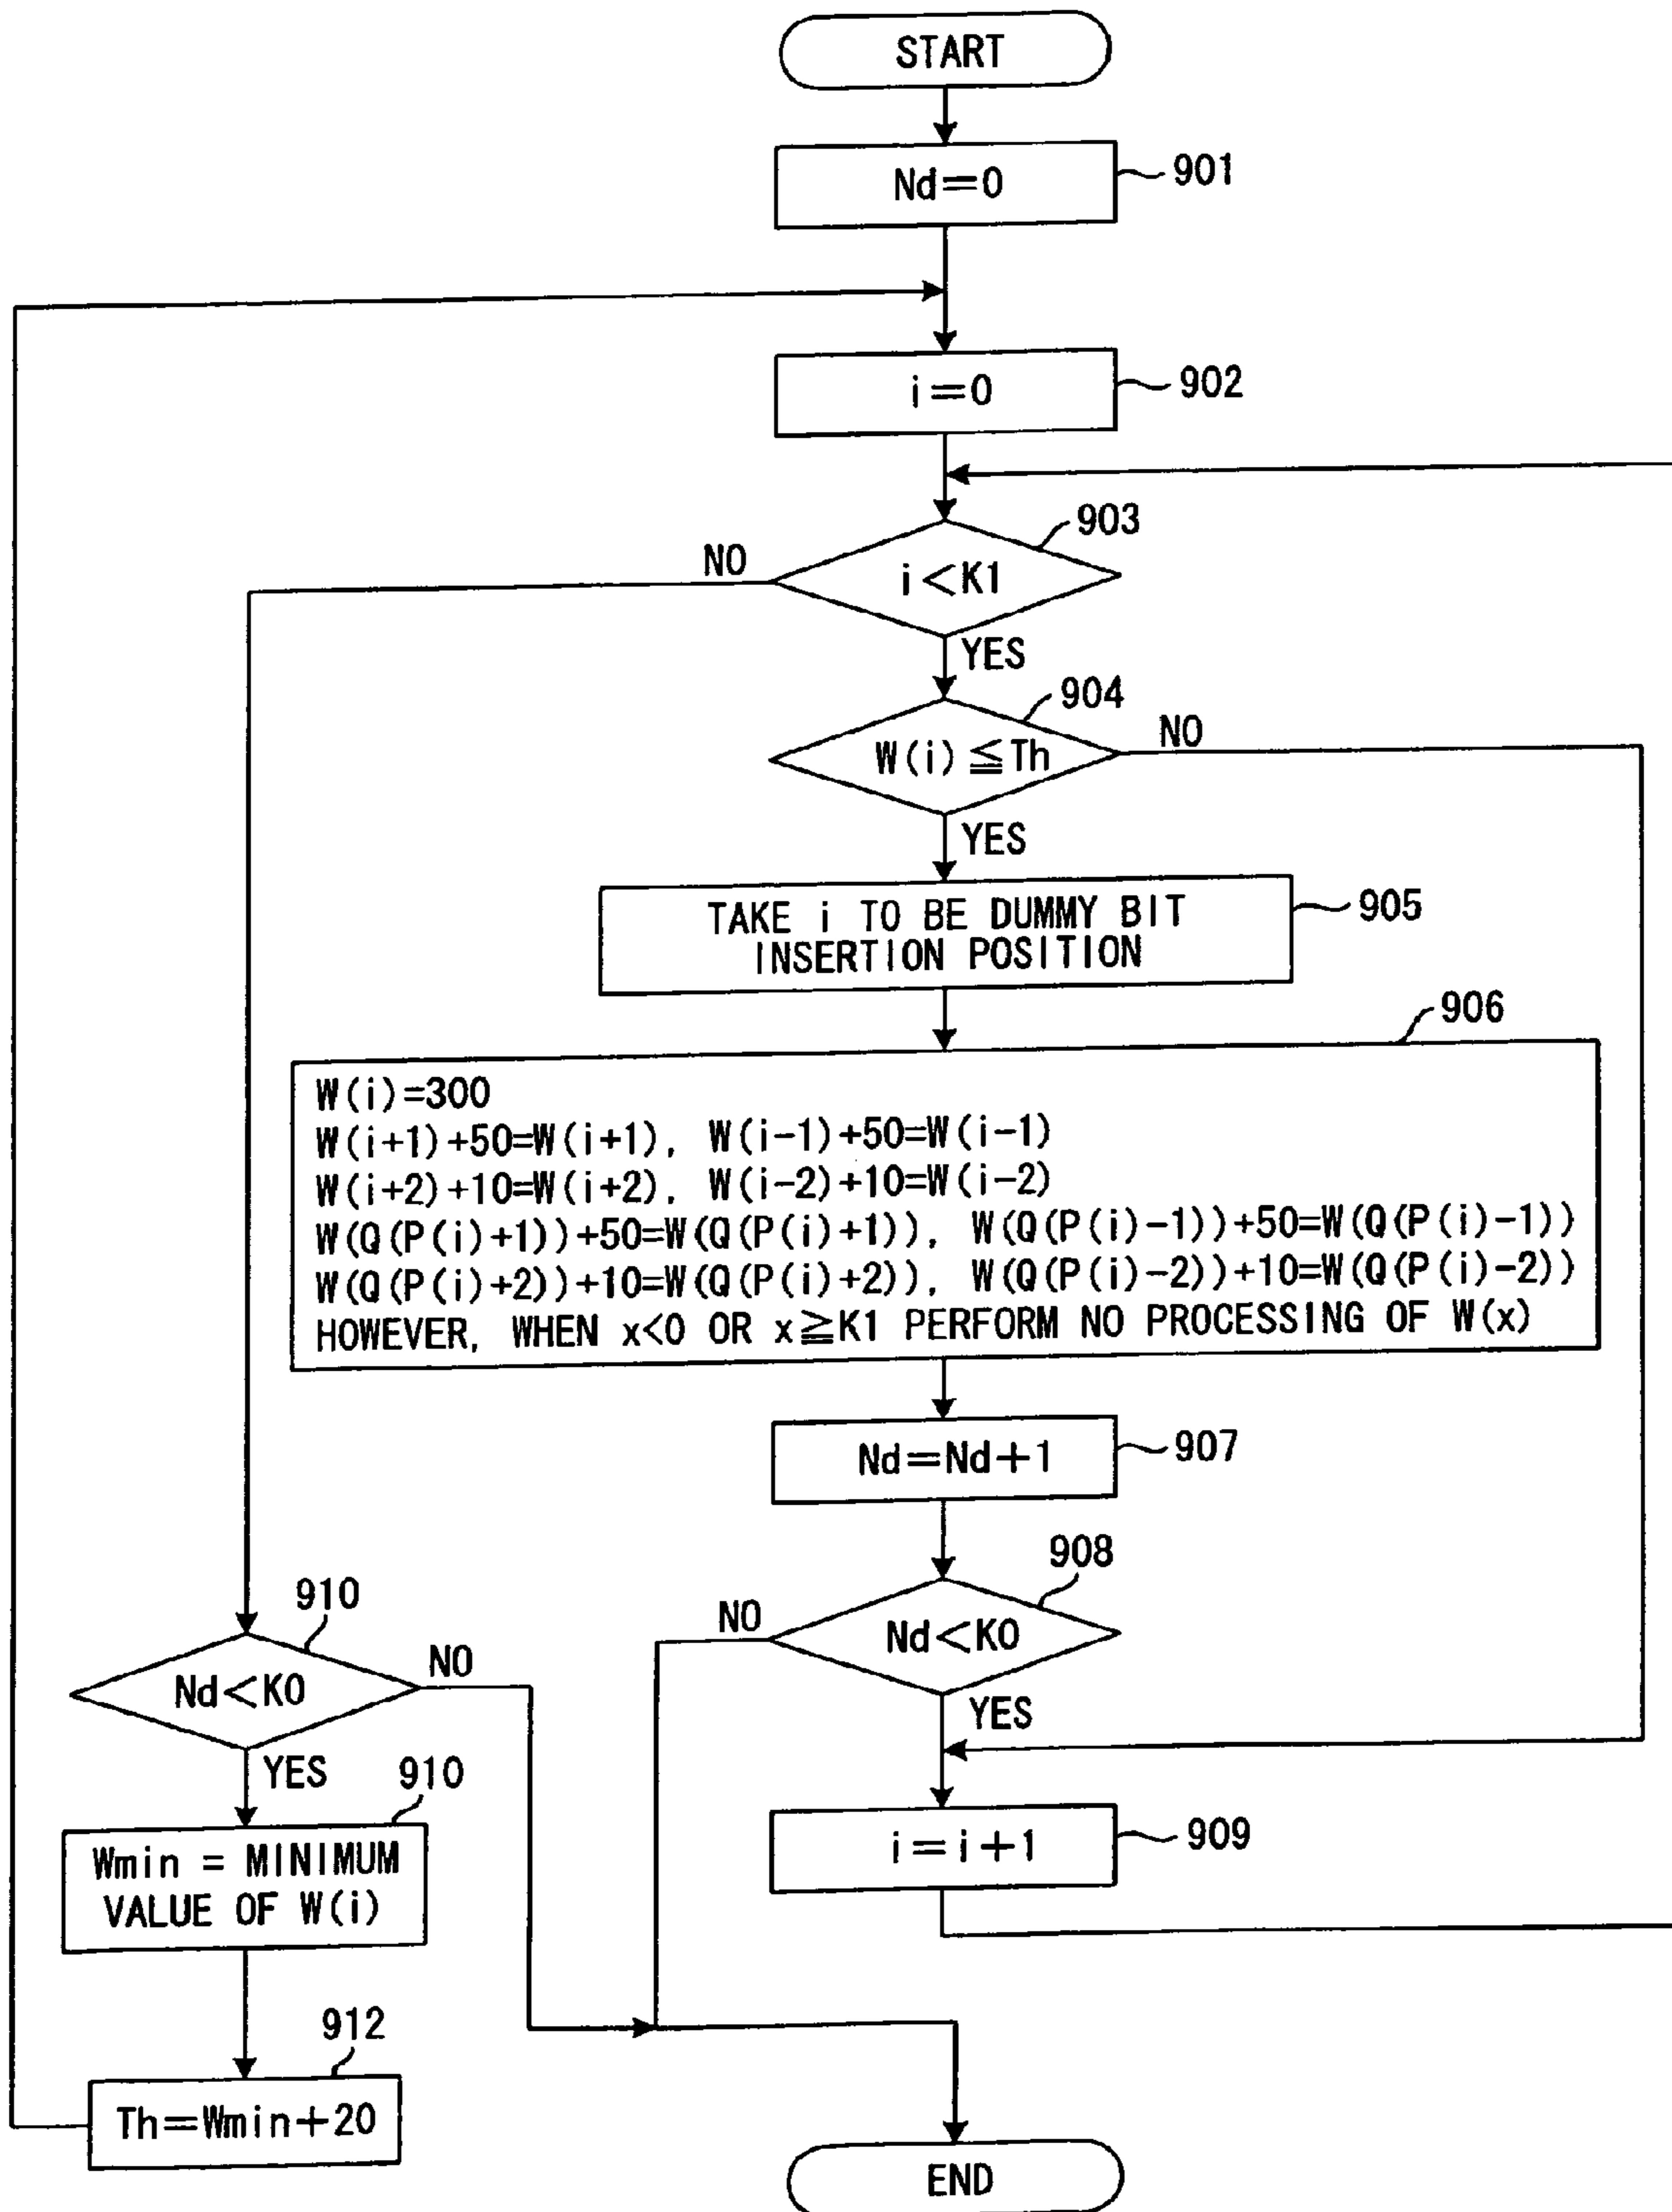 START
Nd=0
901
i=0
902
903
i<K1
NO
YES
904
W(i)≦Th
NO
YES
TAKE i TO BE DUMMY BIT
INSERTION POSITION
905
906
W(i)=300
W(i+1)+50=W(i+1), W(i-1)+50=W(i-1)
W(i+2)+10=W(i+2), W(i-2)+10=W(i-2)
W(Q(P(i)+1))+50=W(Q(P(i)+1)), W(Q(P(i)-1))+50=W(Q(P(i)-1))
W(Q(P(i)+2))+10=W(Q(P(i)+2)), W(Q(P(i)-2))+10=W(Q(P(i)-2))
HOWEVER, WHEN x<0 OR x≧K1 PERFORM NO PROCESSING OF W(x)
Nd=Nd+1
907
908
Nd<K0
NO
YES
i=i+1
909
910
Nd<K0
NO
YES
910
Wmin = MINIMUM
VALUE OF W(i)
912
Th=Wmin+20
END